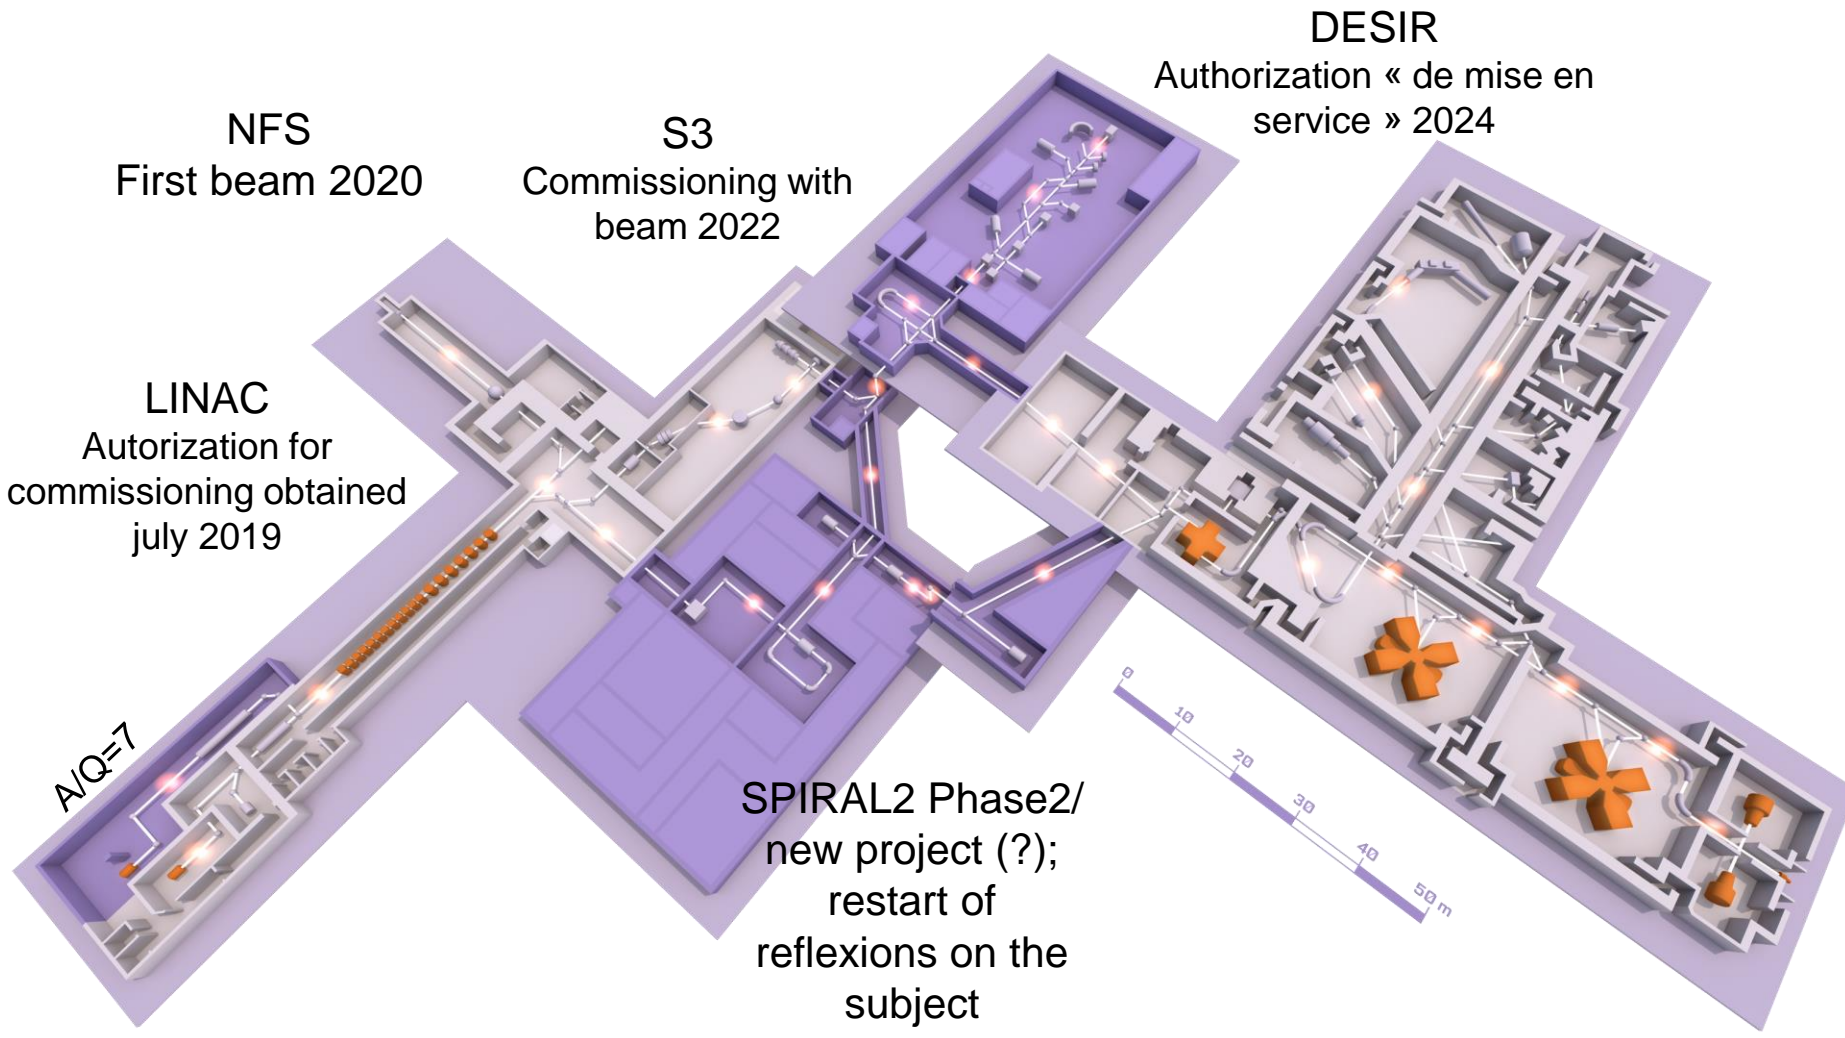 DESIR
Authorization « de mise en
service » 2024
NFS
First beam 2020
S3
Commissioning with
beam 2022
LINAC
Autorization for
commissioning obtained
july 2019
A/Q=7
SPIRAL2 Phase2/
new project (?);
restart of
reflexions on the
subject
0
10
20
30
40
50 m